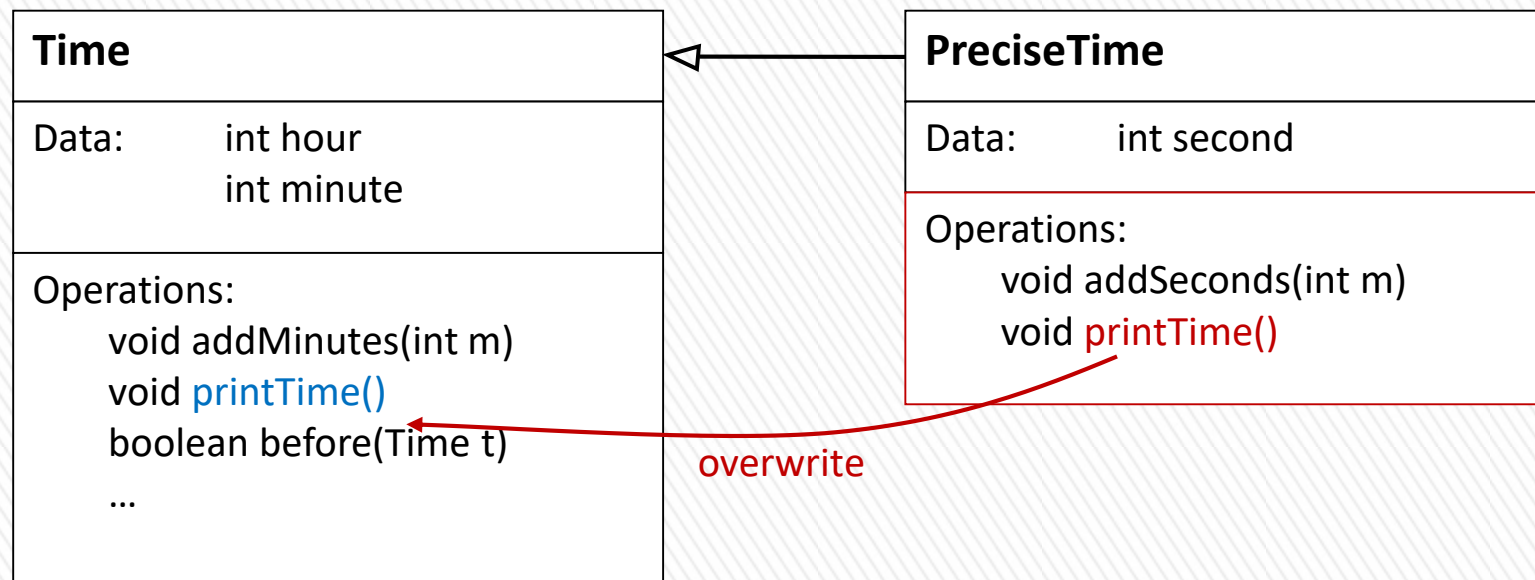 Time
Data: int hour
int minute
Operations:
void addMinutes(int m)
void printTime()
boolean before(Time t)
…
PreciseTime
Data: int second
Operations:
void addSeconds(int m)
void printTime()
overwrite